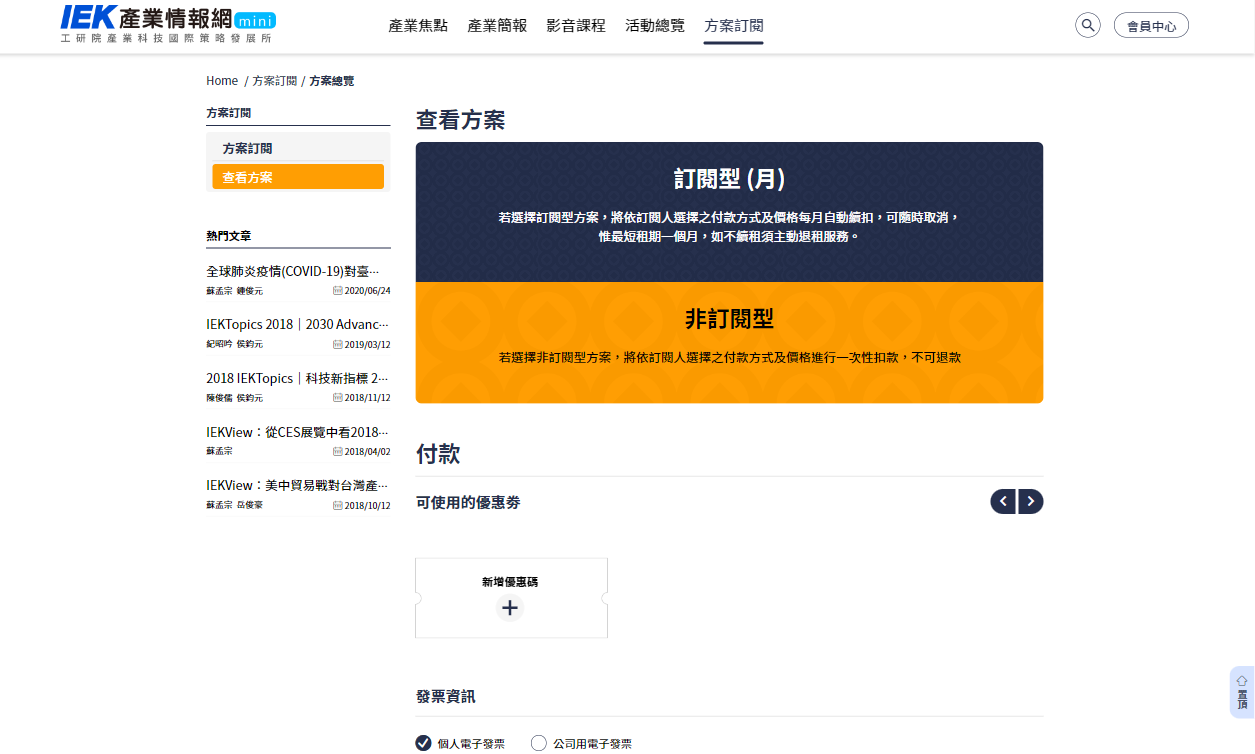 IEK產業情報網 mini
工研院產業科技國際策略發展所
產業焦點 產業簡報 影音課程 活動總覽 方案訂閱
會員中心
Home / 方案訂閱 / 方案總覽
方案訂閱
方案訂閱
查看方案
熱門文章
全球肺炎疫情(COVID-19)對臺…
蘇孟宗 鍾俊元 2020/06/24
IEKTopics 2018｜2030 Advanc…
紀昭吟 侯鈞元 2019/03/12
2018 IEKTopics｜科技新指標 2…
陳俊儒 侯鈞元 2018/11/12
IEKView：從CES展覽中看2018…
蘇孟宗 2018/04/02
IEKView：美中貿易戰對台灣產…
蘇孟宗 岳俊豪 2018/10/12
查看方案
訂閱型 (月)
若選擇訂閱型方案，將依訂閱人選擇之付款方式及價格每月自動續扣，可隨時取消，
惟最短租期一個月，如不續租須主動退租服務。
非訂閱型
若選擇非訂閱型方案，將依訂閱人選擇之付款方式及價格進行一次性扣款，不可退款
付款
可使用的優惠劵
新增優惠碼
發票資訊
個人電子發票 公司用電子發票
置頂